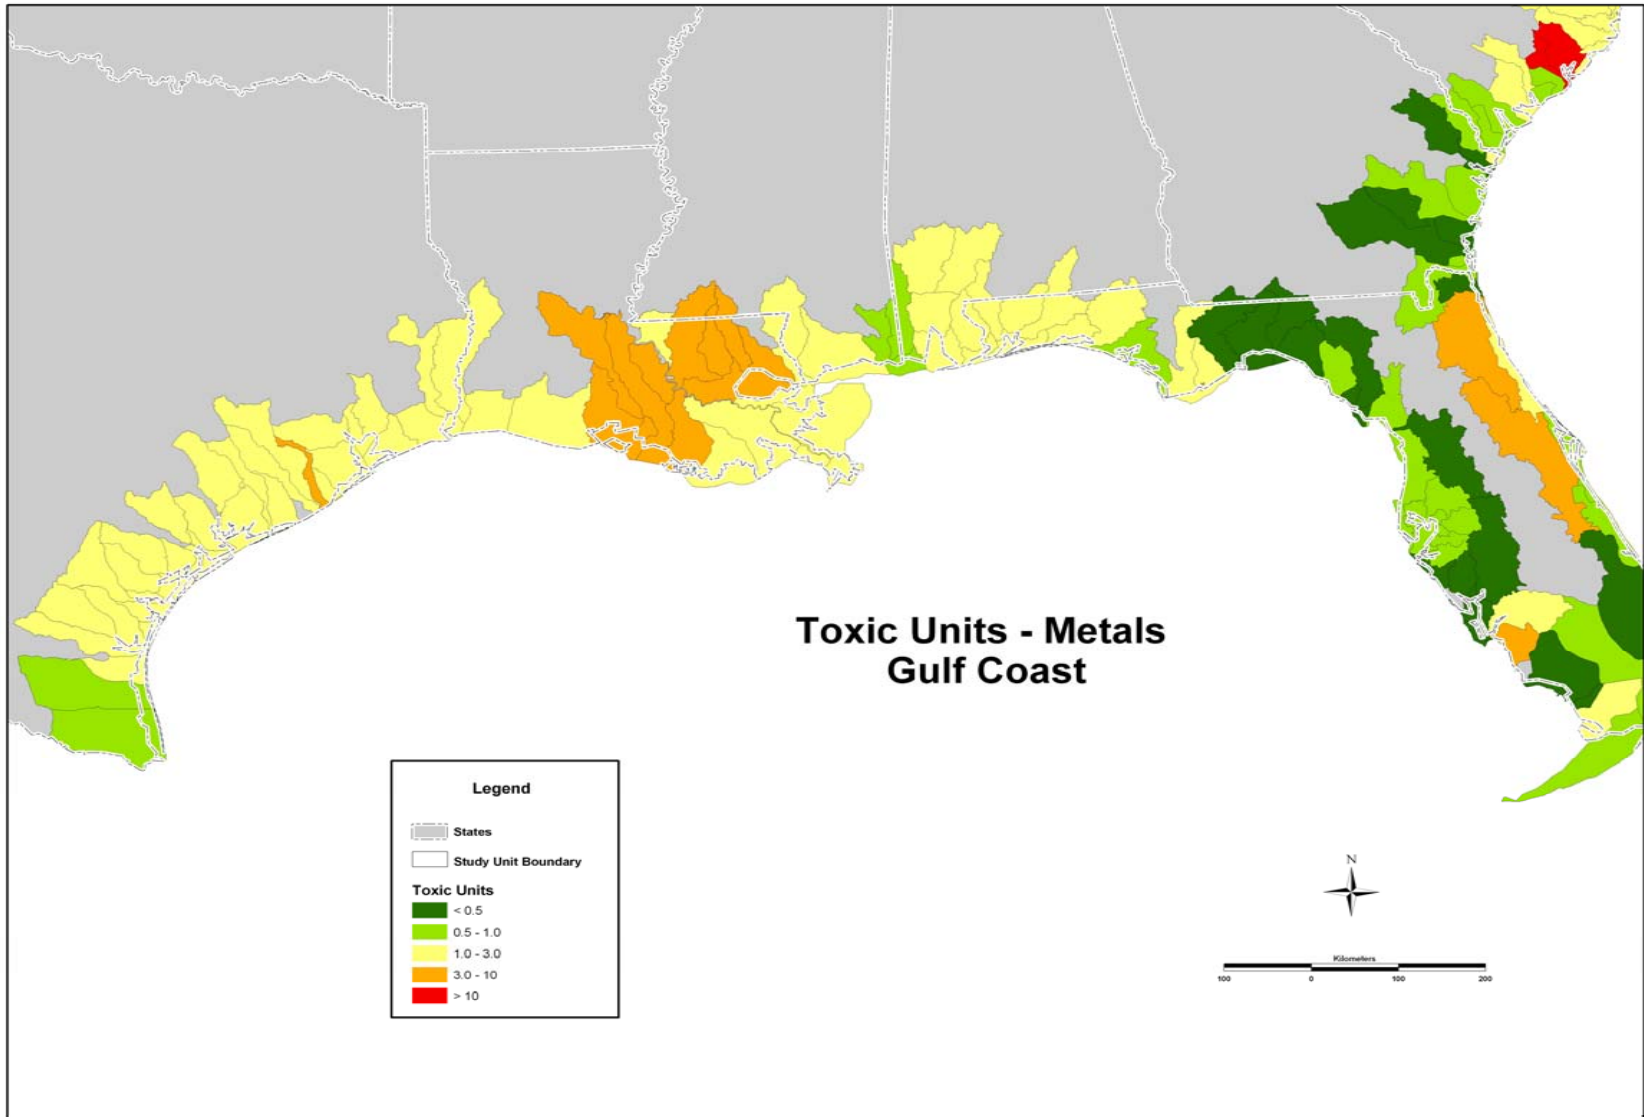 Toxic Units - Metals
Gulf Coast
Legend
States
Study Unit Boundary
Toxic Units
< 0.5
0.5 - 1.0
1.0 - 3.0
3.0 - 10
> 10
N
Kilometers
100 0 100 200